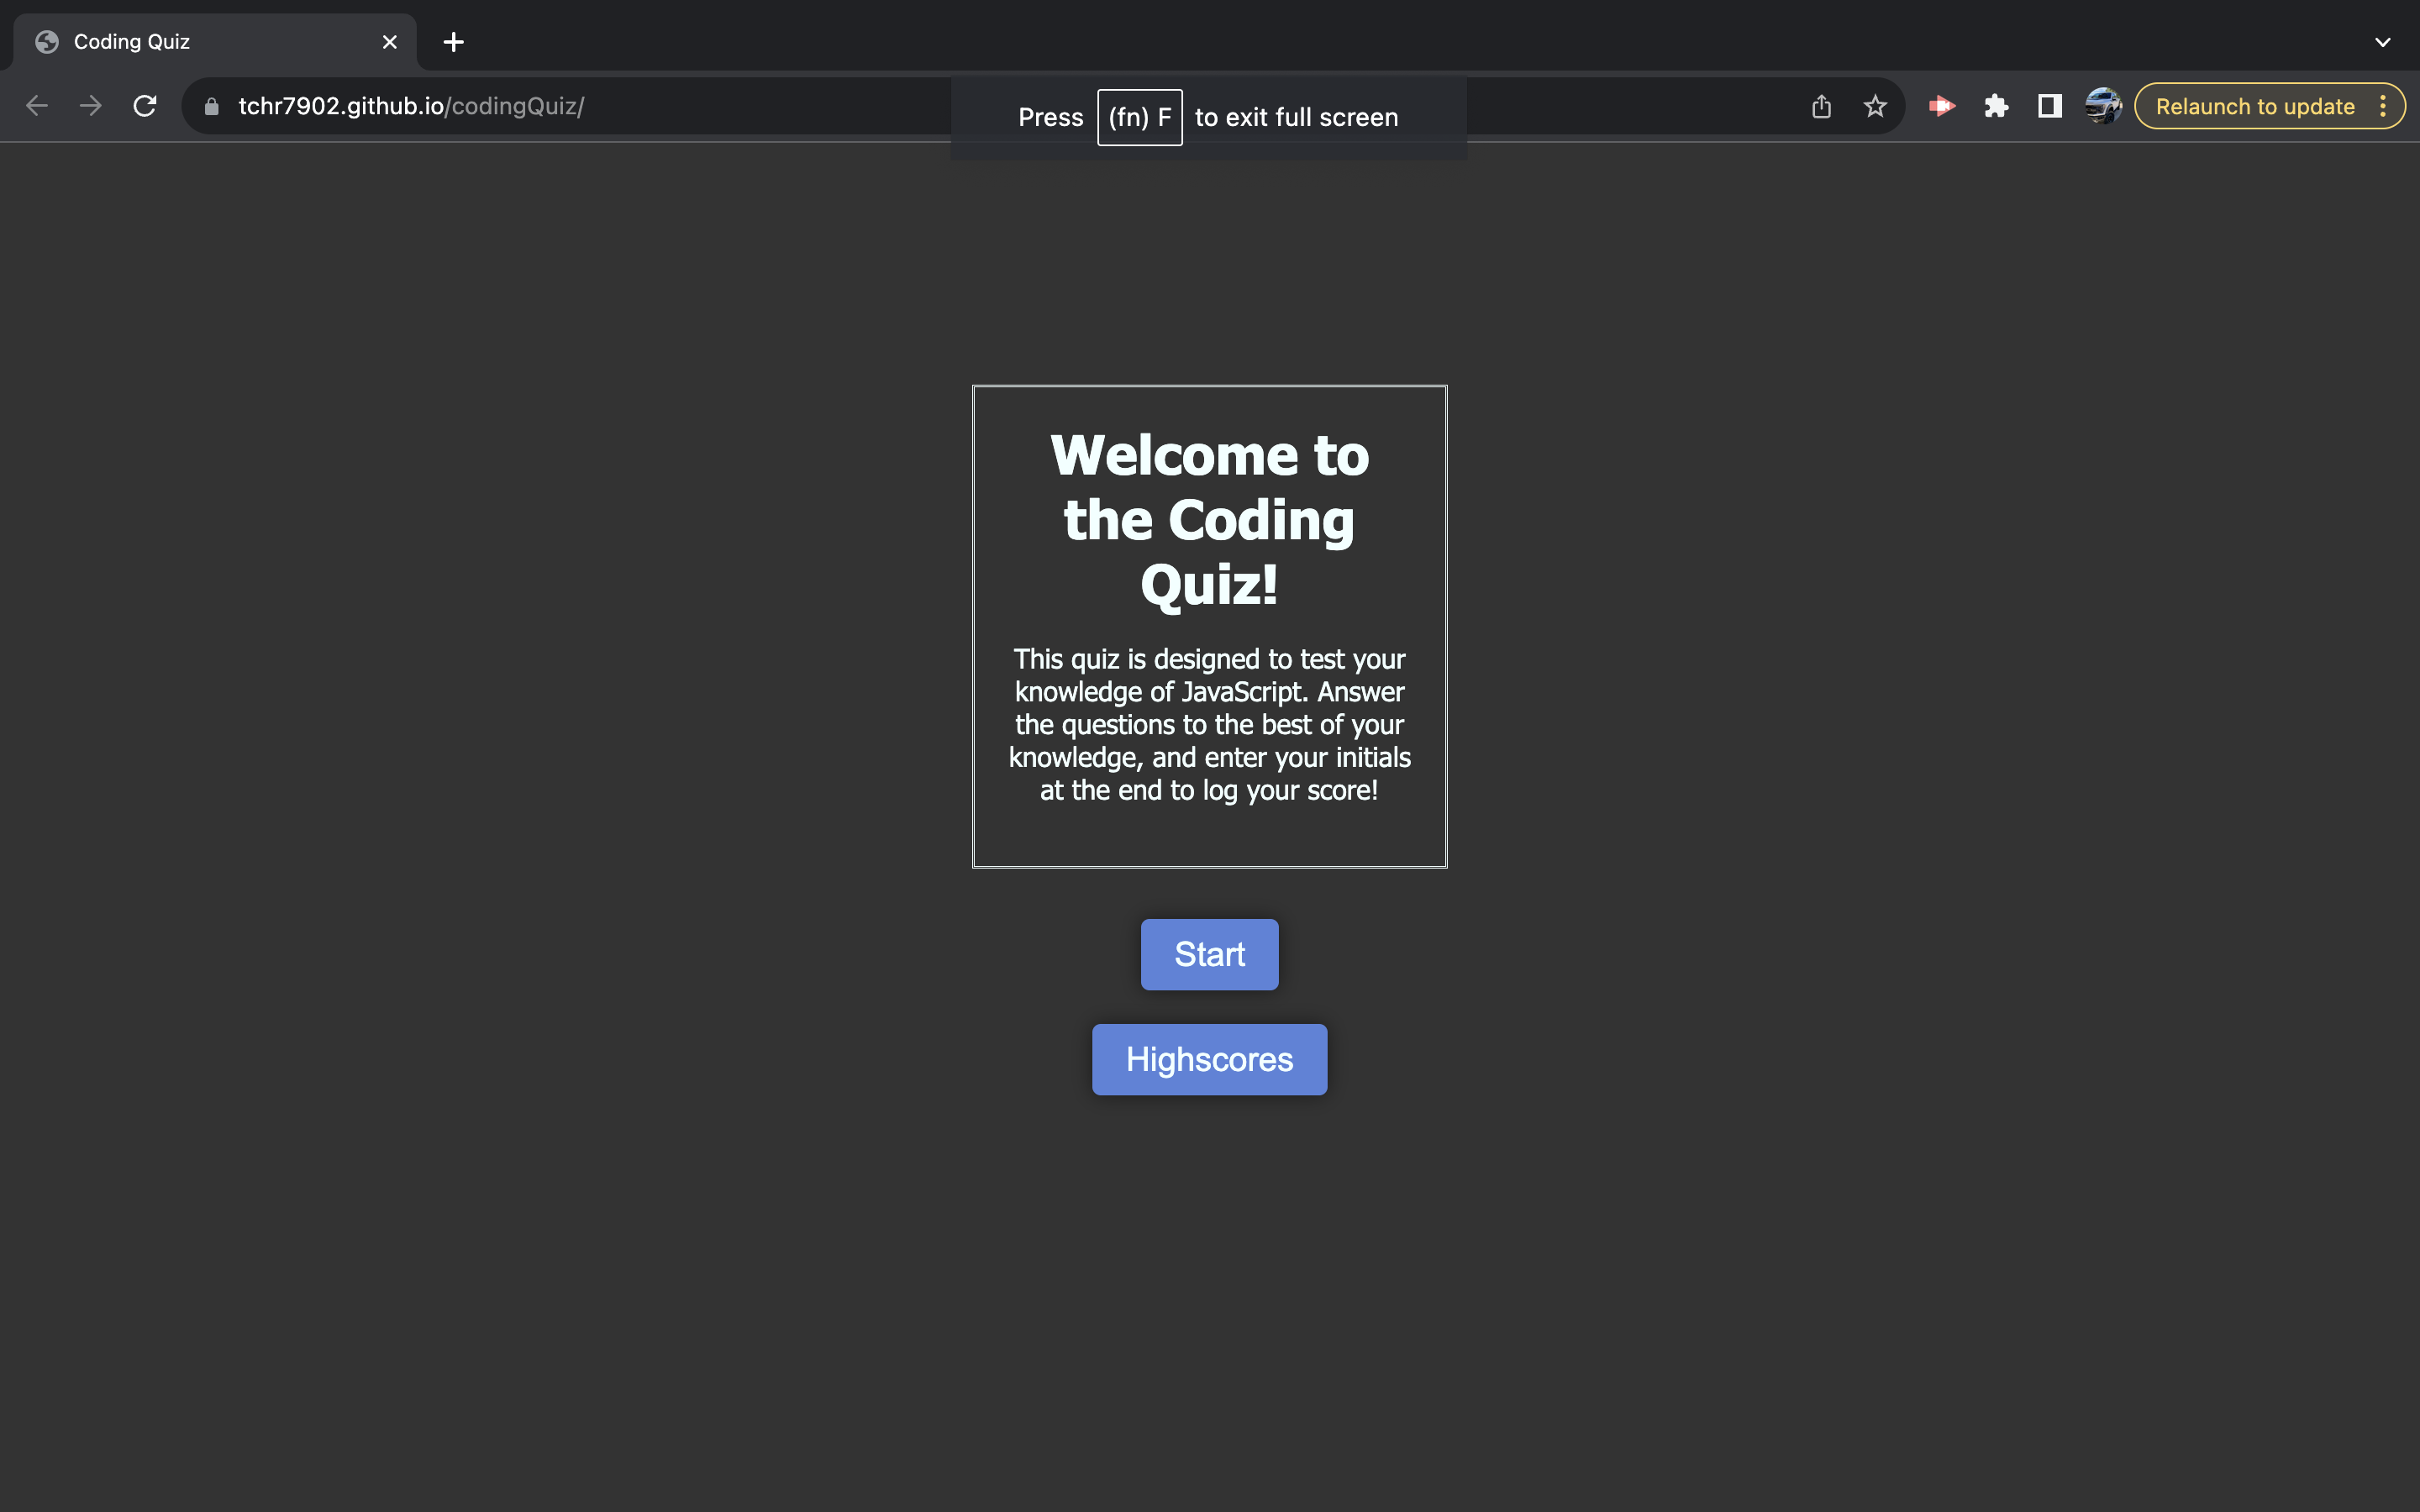 Coding Quiz
tchr7902.github.io/codingQuiz/
Press (fn) F to exit full screen
Relaunch to update
Welcome to
the Coding
Quiz!
This quiz is designed to test your
knowledge of JavaScript. Answer
the questions to the best of your
knowledge, and enter your initials
at the end to log your score!
Start
Highscores